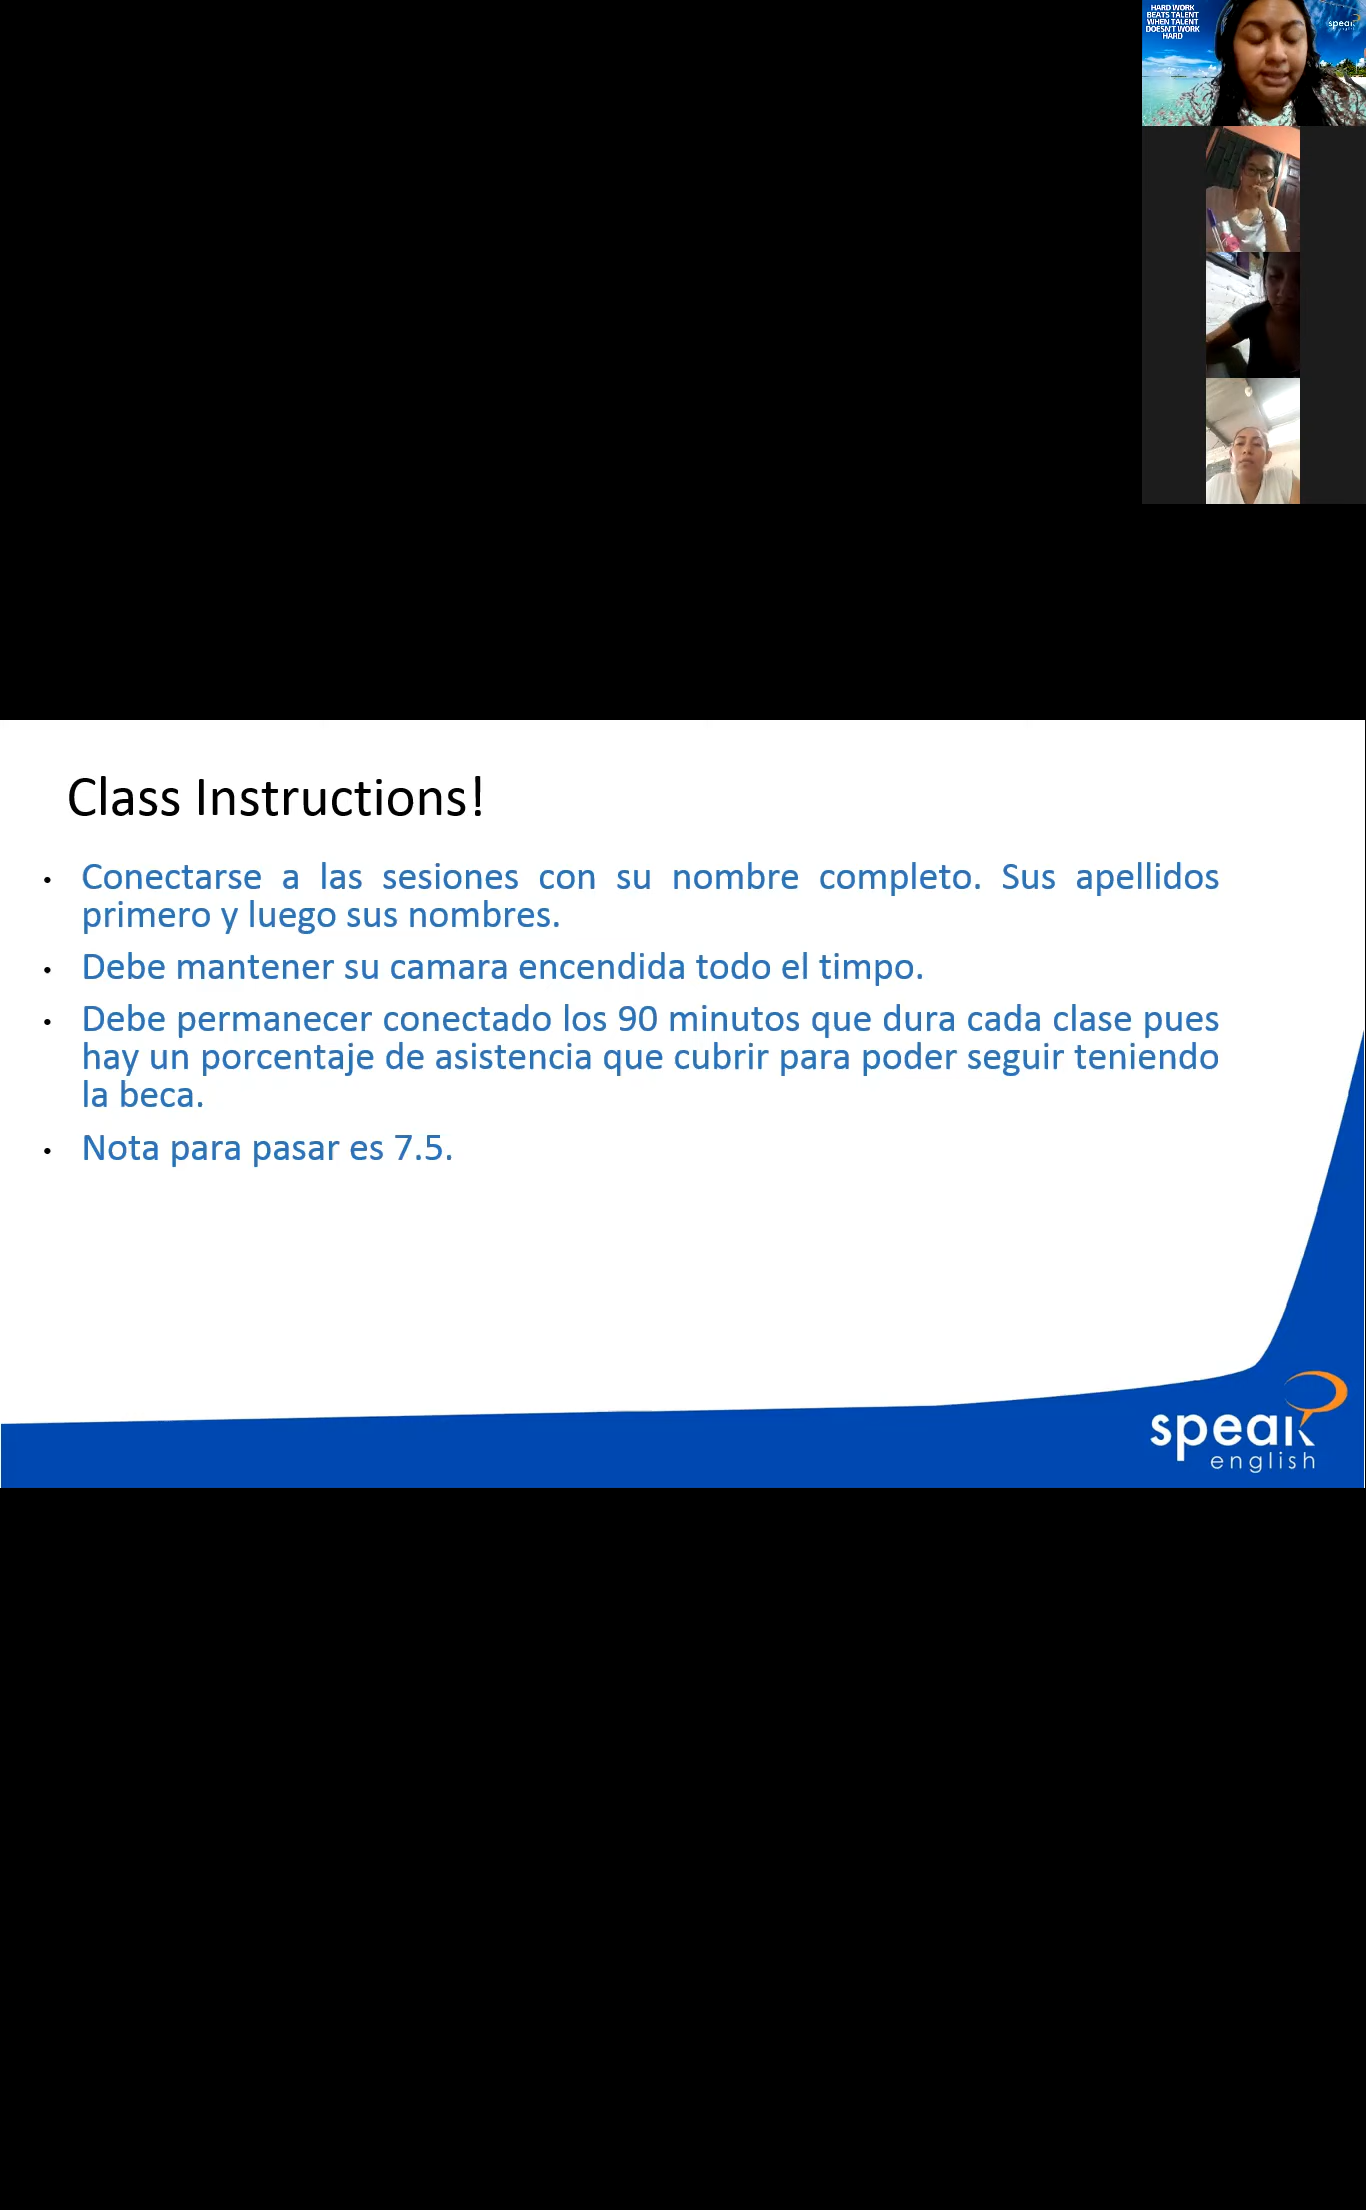 HARD WORK
BEATS TALENT
WHEN TALENT
DOESN'T WORK
HARD
speak
Class Instructions!
• Conectarse a las sesiones con su nombre completo. Sus apellidos
primero y luego sus nombres.
• Debe mantener su camara encendida todo el timpo.
• Debe permanecer conectado los 90 minutos que dura cada clase pues
hay un porcentaje de asistencia que cubrir para poder seguir teniendo
la beca.
• Nota para pasar es 7.5.
speak
english